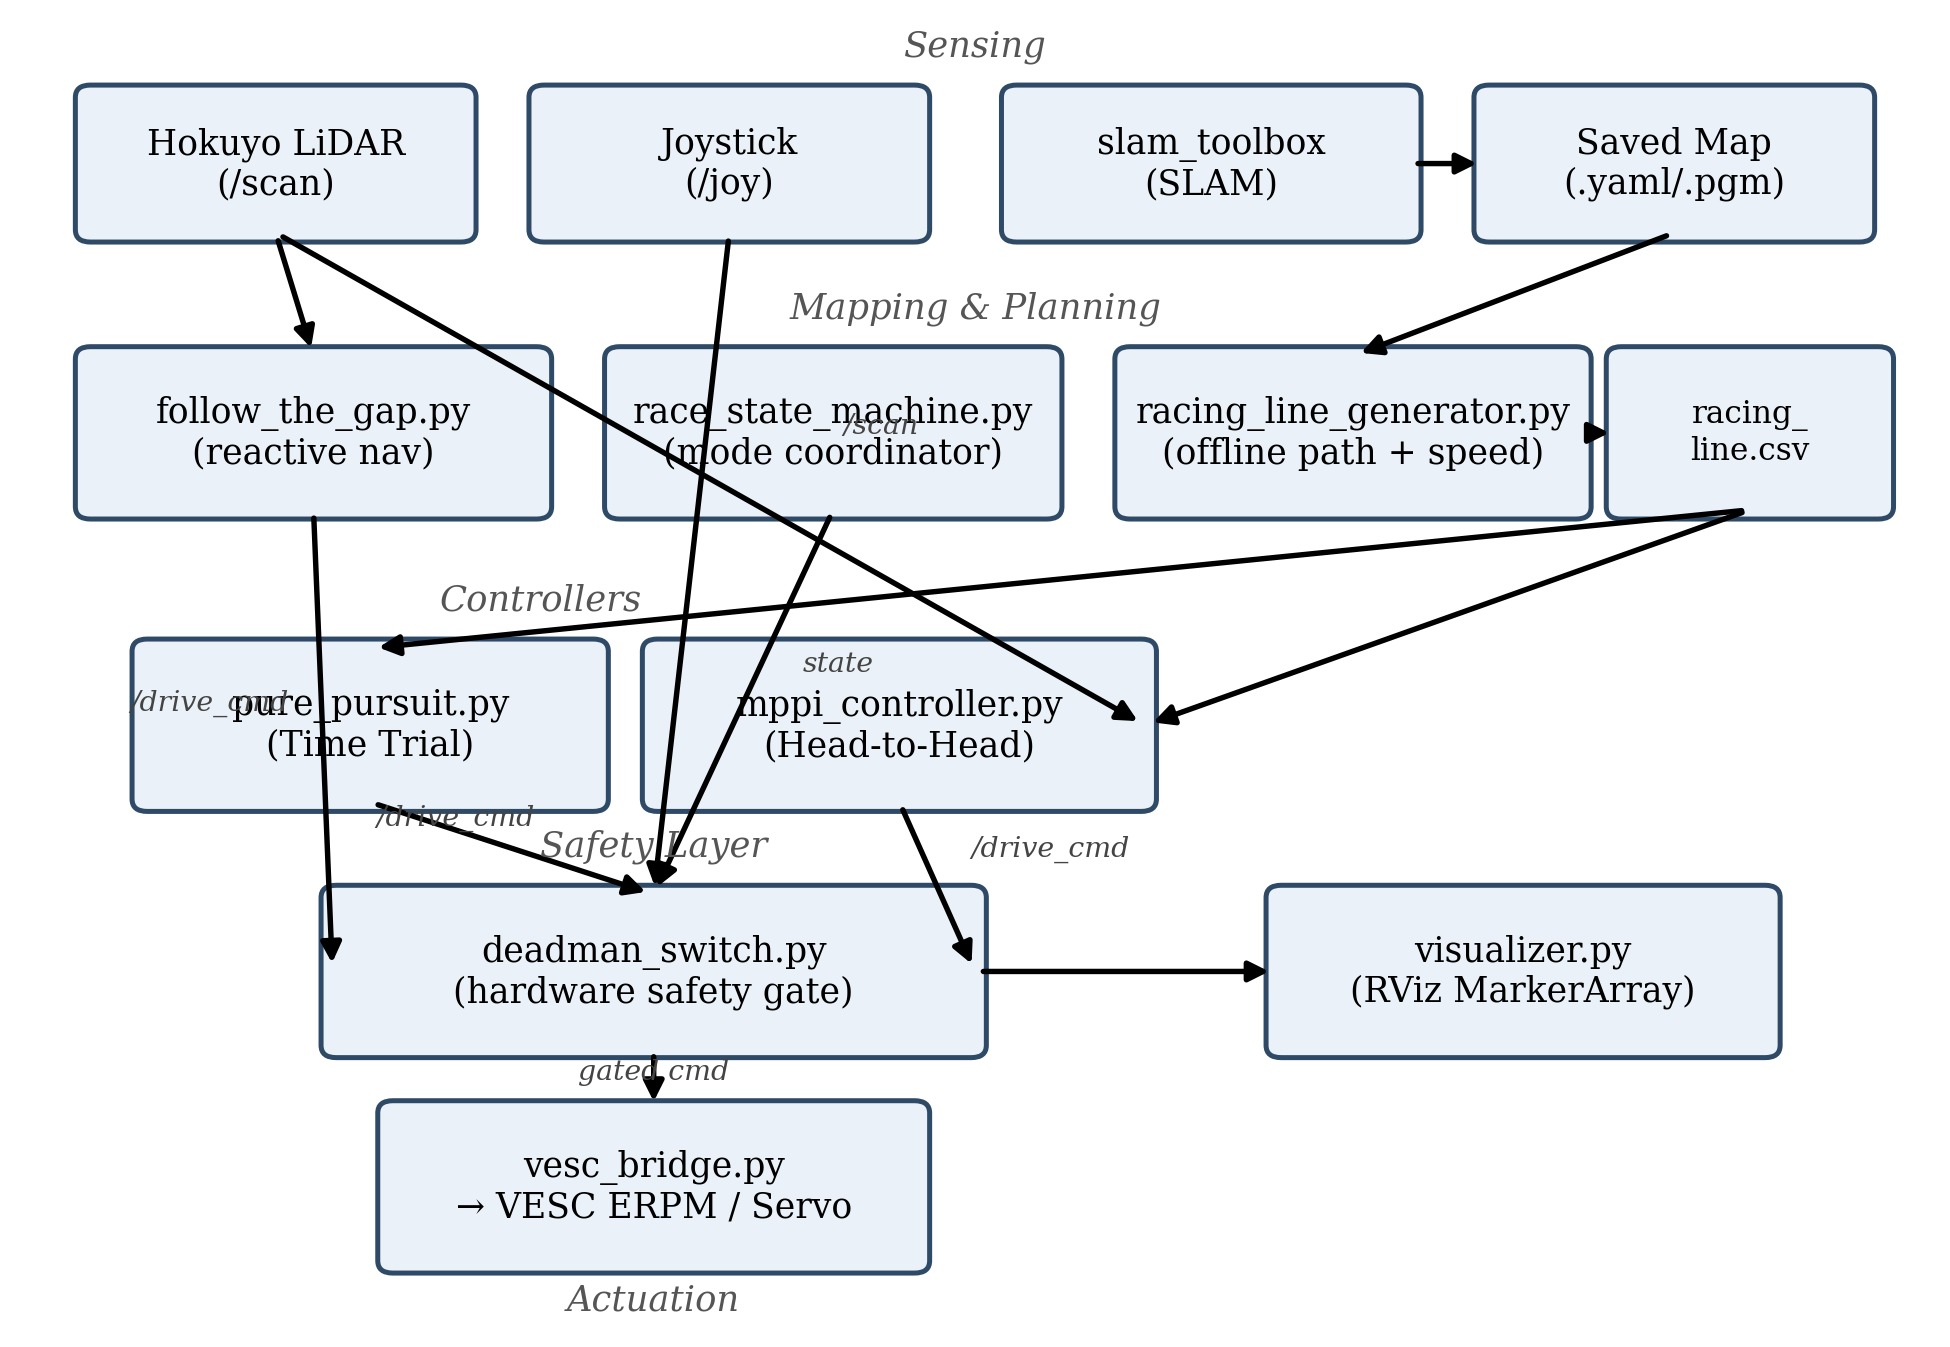 Sensing
Hokuyo LiDAR
(/scan)
Joystick
(/joy)
slam_toolbox
(SLAM)
Saved Map
(.yaml/.pgm)
Mapping & Planning
follow_the_gap.py
(reactive nav)
race_state_machine.py
/scan
(mode coordinator)
racing_line_generator.py
(offline path + speed)
racing_
line.csv
Controllers
/drive_cmd
pure_pursuit.py
(Time Trial)
state
mppi_controller.py
(Head-to-Head)
/drive_cmd
Safety Layer
/drive_cmd
deadman_switch.py
(hardware safety gate)
visualizer.py
(RViz MarkerArray)
gated cmd
vesc_bridge.py
→ VESC ERPM / Servo
Actuation